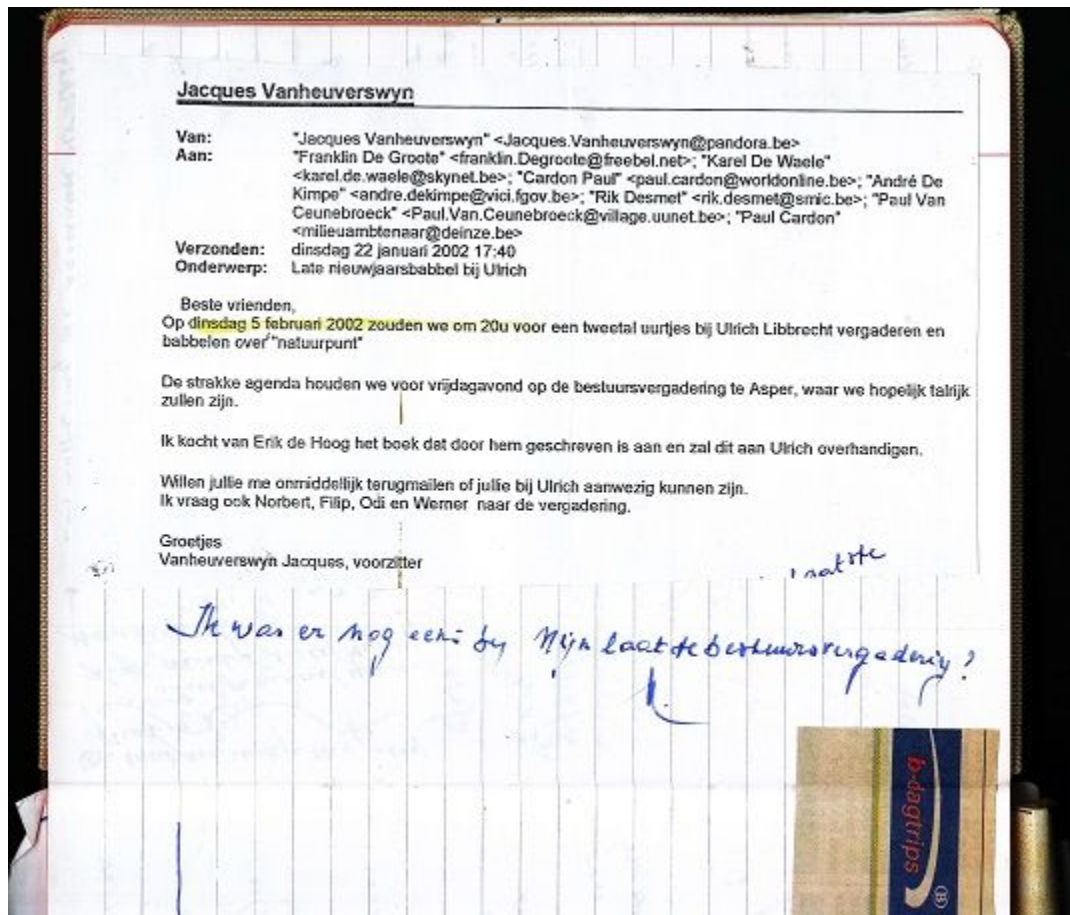 Jacques Vanheuverswyn
Van: "Jacques Vanheuverswyn" <Jacques.Vanheuverswyn@pandora.be>
Aan: "Franklin De Groote" <franklin.Degroote@freebel.net>; "Karel De Waele"
<karel.de.waele@skynet.be>; "Cardon Paul" <paul.cardon@worldonline.be>; "André De
Kimpe" <andre.dekimpe@vici.fgov.be>; "Rik Desmet" <rik.desmet@smic.be>; "Paul Van
Ceunebroeck" <Paul.Van.Ceunebroeck@village.uunet.be>; "Paul Cardon"
<milieuambtenaar@deinze.be>
Verzonden: dinsdag 22 januari 2002 17:40
Onderwerp: Late nieuwjaarsbabbel bij Ulrich
Beste vrienden,
Op dinsdag 5 februari 2002 zouden we om 20u voor een tweetal uurtjes bij Ulrich Libbrecht vergaderen en
babbelen over "natuurpunt"
De strakke agenda houden we voor vrijdagavond op de bestuursvergadering te Asper, waar we hopelijk talrijk
zullen zijn.
Ik kocht van Erik de Hoog het boek dat door hem geschreven is aan en zal dit aan Ulrich overhandigen.
Willen jullie me onmiddellijk terugmailen of jullie bij Ulrich aanwezig kunnen zijn.
Ik vraag ook Norbert, Filip, Odi en Werner naar de vergadering.
Groetjes
Vanheuverswyn Jacques, voorzitter
Ik was er nog eens bij Mijn laatste bestuursvergadering?
b-dagtrips
B